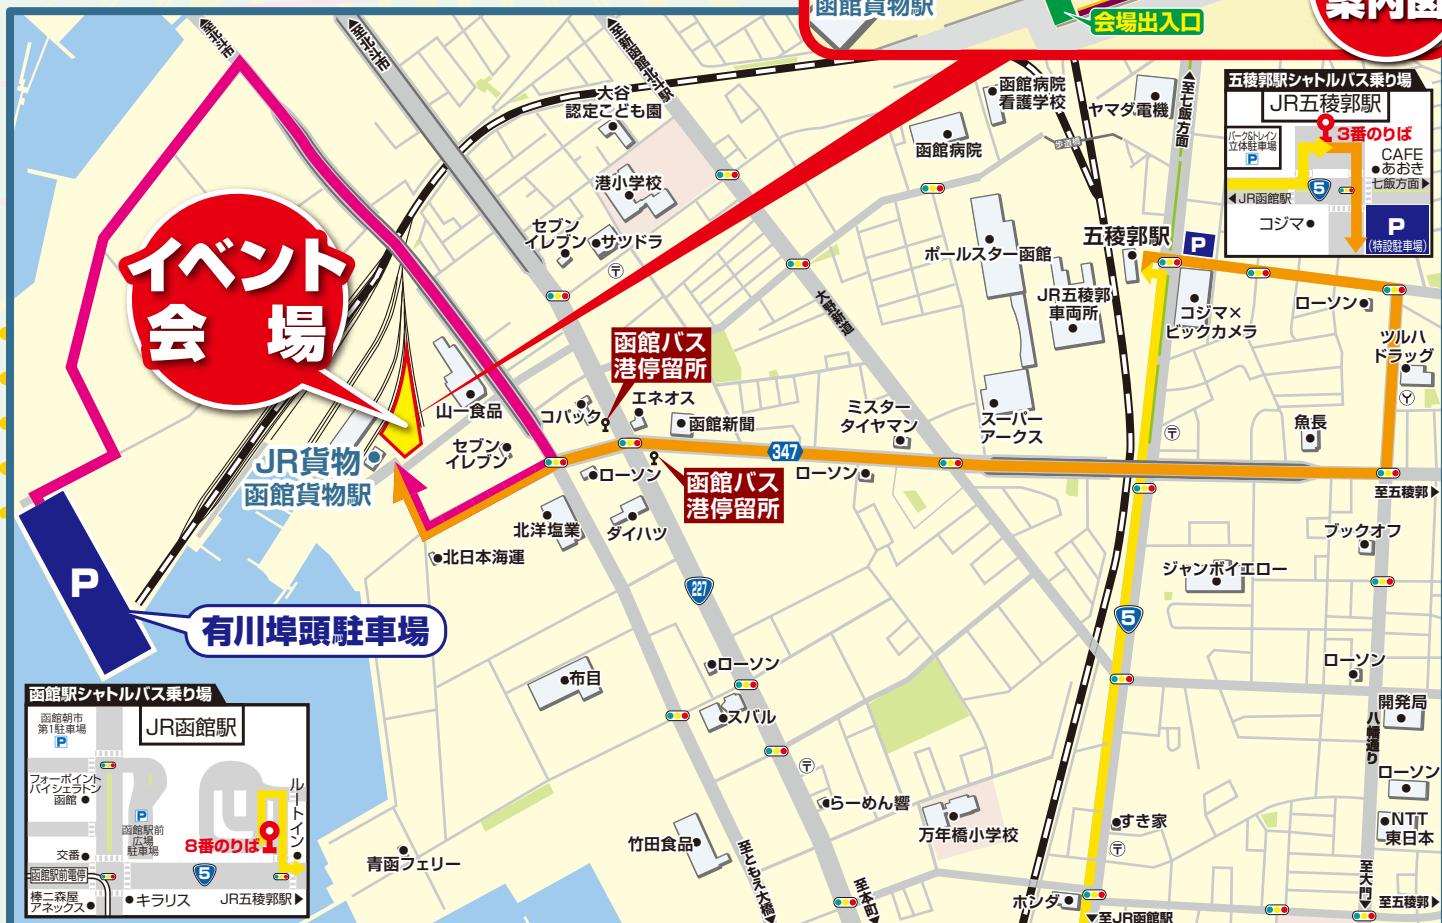 函館貨物駅
会場出入口
案内図
至北斗市
至北斗市
至新函館北斗駅
大谷
認定こども園
函館病院
看護学校
ヤマダ電機
至七飯方面
函館病院
歩道橋
港小学校
セブン
イレブン
サツドラ
五稜郭駅シャトルバス乗り場
JR五稜郭駅
パーク&トレイン
立体駐車場
P
3番のりば
CAFE
あおき
七飯方面
5
JR函館駅
コジマ
P
(特設駐車場)
イベント
会 場
五稜郭駅
P
ポールスター函館
JR五稜郭
車両所
コジマ×
ビックカメラ
ローソン
ツルハ
ドラッグ
大野新道
函館バス
港停留所
山一食品
コパック
エネオス
函館新聞
ミスター
タイヤマン
スーパー
アークス
魚長
セブン
イレブン
JR貨物
函館貨物駅
ローソン
347
ローソン
函館バス
港停留所
至五稜郭
北洋塩業
ダイハツ
北日本海運
ブックオフ
ジャンボイエロー
P
有川埠頭駐車場
227
5
ローソン
布目
スバル
ローソン
開発局
八幡通り
ローソン
NTT
東日本
函館駅シャトルバス乗り場
函館朝市
第1駐車場
P
JR函館駅
フォーポイント
バイシェラトン
函館
P
函館駅前
広場
駐車場
ルートイン
8番のりば
交番
函館駅前電停
5
棒二森屋
アネックス
キラリス
JR五稜郭駅
青函フェリー
竹田食品
らーめん響
万年橋小学校
すき家
ホンダ
至ともえ大橋
至本町
至JR函館駅
至大門
至五稜郭